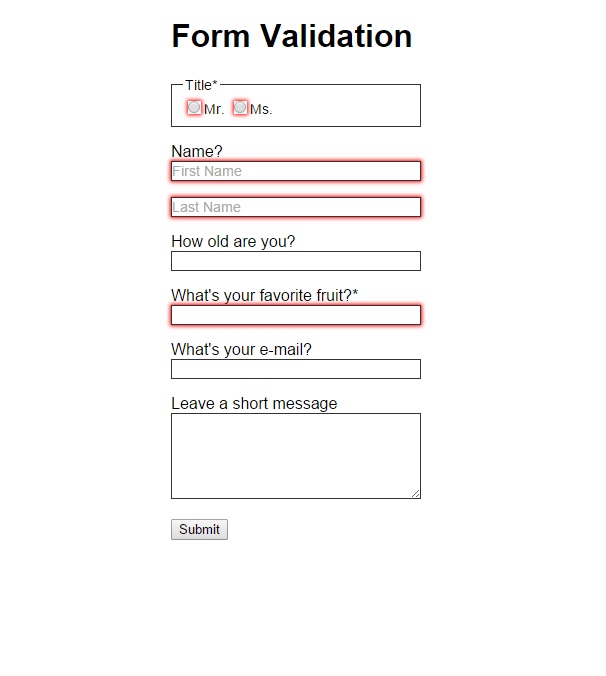 Form Validation
Title*
Mr. Ms.
Name?
First Name
Last Name
How old are you?
What's your favorite fruit?*
What's your e-mail?
Leave a short message
Submit